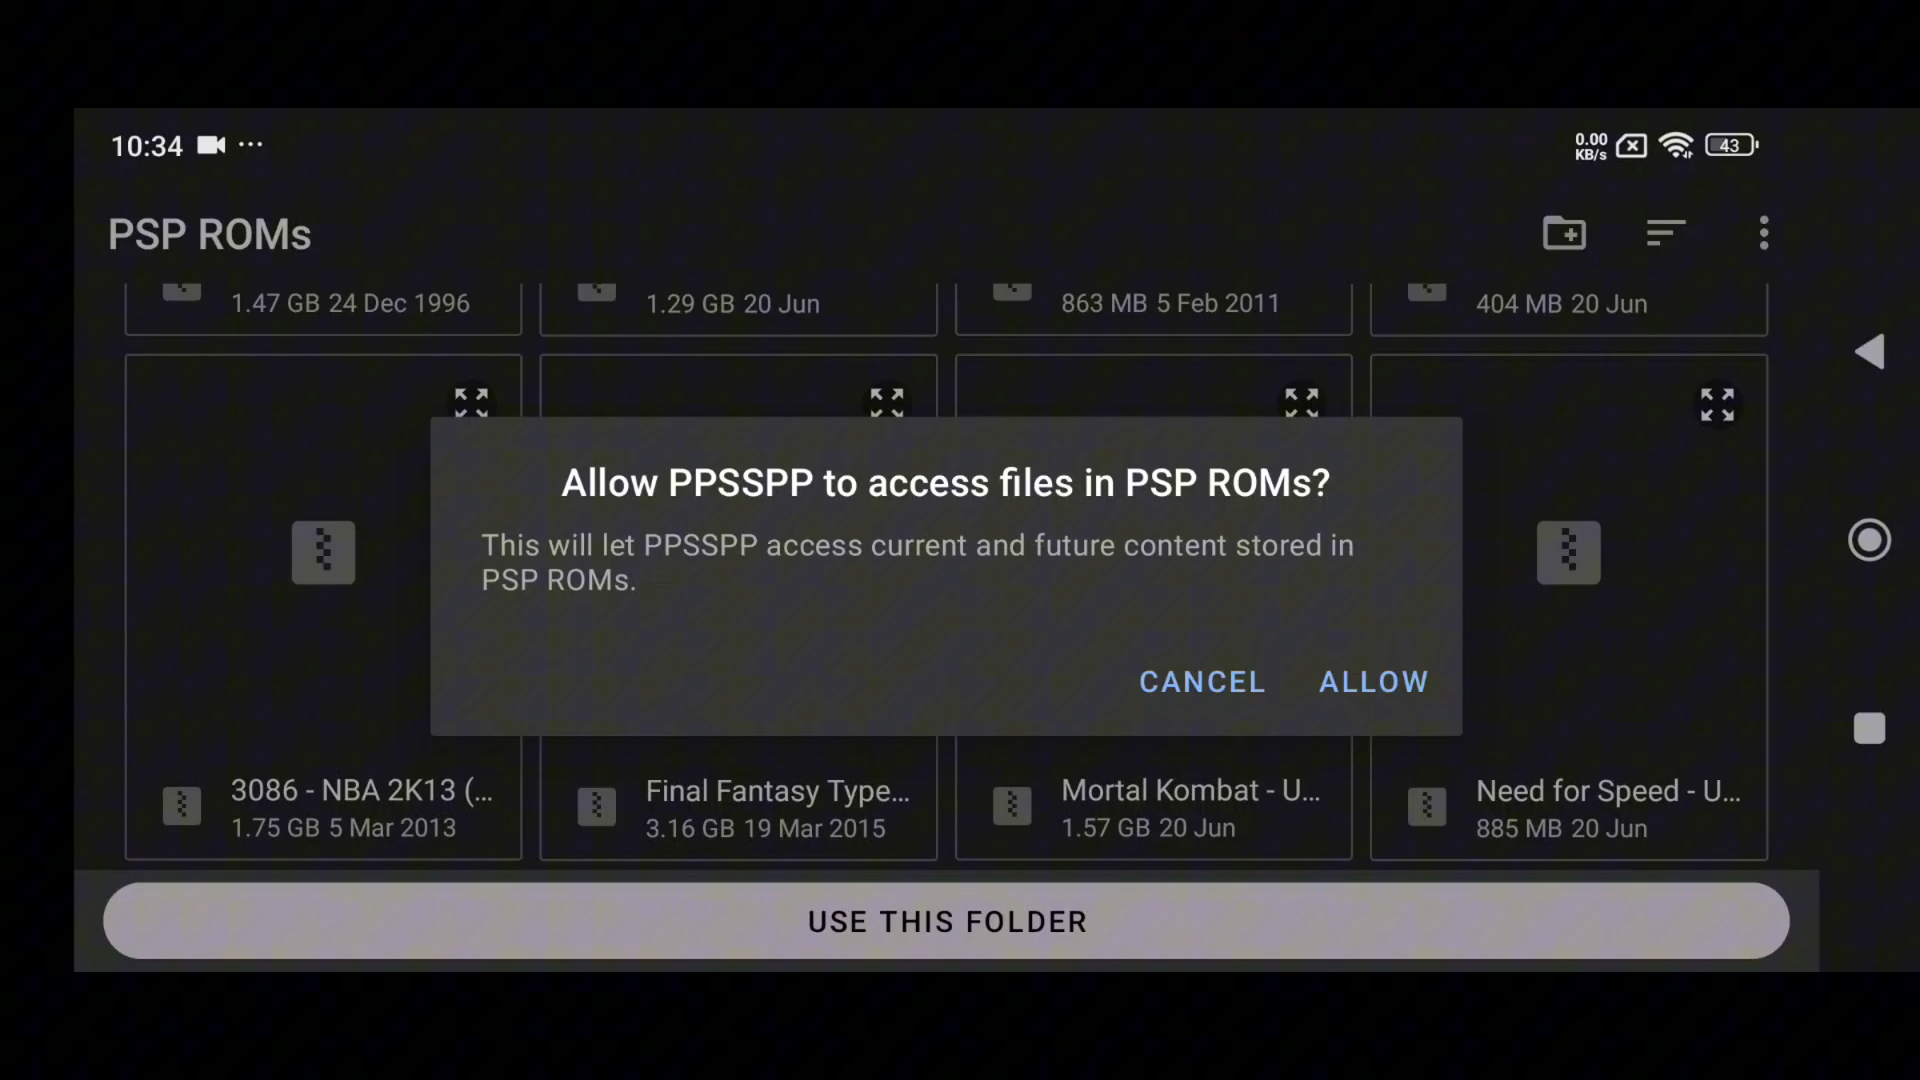 10:34 ...
0.00
KB/s
43
PSP ROMs
1.47 GB 24 Dec 1996
1.29 GB 20 Jun
863 MB 5 Feb 2011
404 MB 20 Jun
Allow PPSSPP to access files in PSP ROMs?
This will let PPSSPP access current and future content stored in
PSP ROMs.
CANCEL
ALLOW
3086 - NBA 2K13 (...
1.75 GB 5 Mar 2013
Final Fantasy Type...
3.16 GB 19 Mar 2015
Mortal Kombat - U...
1.57 GB 20 Jun
Need for Speed - U...
885 MB 20 Jun
USE THIS FOLDER